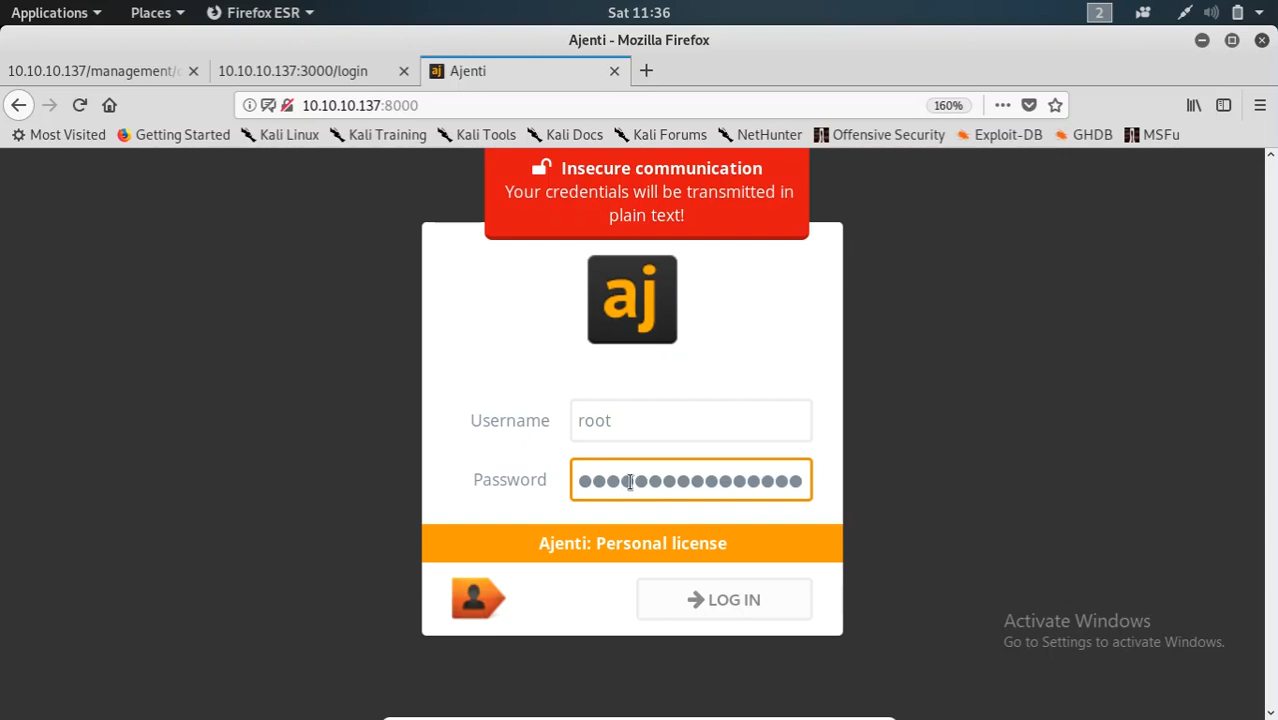 Applications Places Firefox ESR Sat 11:36 2
Ajenti - Mozilla Firefox
10.10.10.137/management/c 10.10.10.137:3000/login aj Ajenti
10.10.10.137:8000 160%
Most Visited Getting Started Kali Linux Kali Training Kali Tools Kali Docs Kali Forums NetHunter Offensive Security Exploit-DB GHDB MSFu
Insecure communication
Your credentials will be transmitted in
plain text!
aj
Username root
Password
Ajenti: Personal license
LOG IN
Activate Windows
Go to Settings to activate Windows.